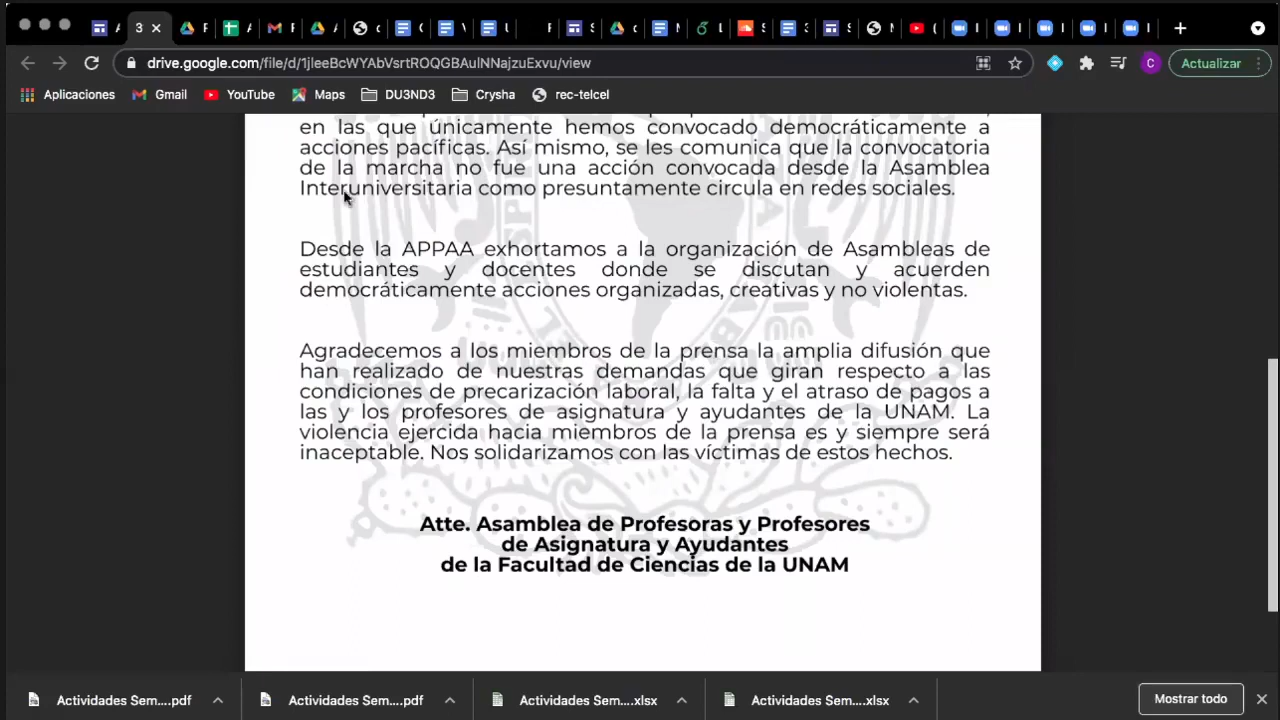 3
drive.google.com/file/d/1jleeBcWYAbVsrtROQGBAulNNajzuExvu/view
Actualizar
Aplicaciones Gmail YouTube Maps DU3ND3 Crysha rec-telcel
en las que únicamente hemos convocado democráticamente a
acciones pacíficas. Así mismo, se les comunica que la convocatoria
de la marcha no fue una acción convocada desde la Asamblea
Interuniversitaria como presuntamente circula en redes sociales.
Desde la APPAA exhortamos a la organización de Asambleas de
estudiantes y docentes donde se discutan y acuerden
democráticamente acciones organizadas, creativas y no violentas.
Agradecemos a los miembros de la prensa la amplia difusión que
han realizado de nuestras demandas que giran respecto a las
condiciones de precarización laboral, la falta y el atraso de pagos a
las y los profesores de asignatura y ayudantes de la UNAM. La
violencia ejercida hacia miembros de la prensa es y siempre será
inaceptable. Nos solidarizamos con las víctimas de estos hechos.
Atte. Asamblea de Profesoras y Profesores
de Asignatura y Ayudantes
de la Facultad de Ciencias de la UNAM
Actividades Sem....pdf Actividades Sem....pdf Actividades Sem....xlsx Actividades Sem....xlsx Mostrar todo